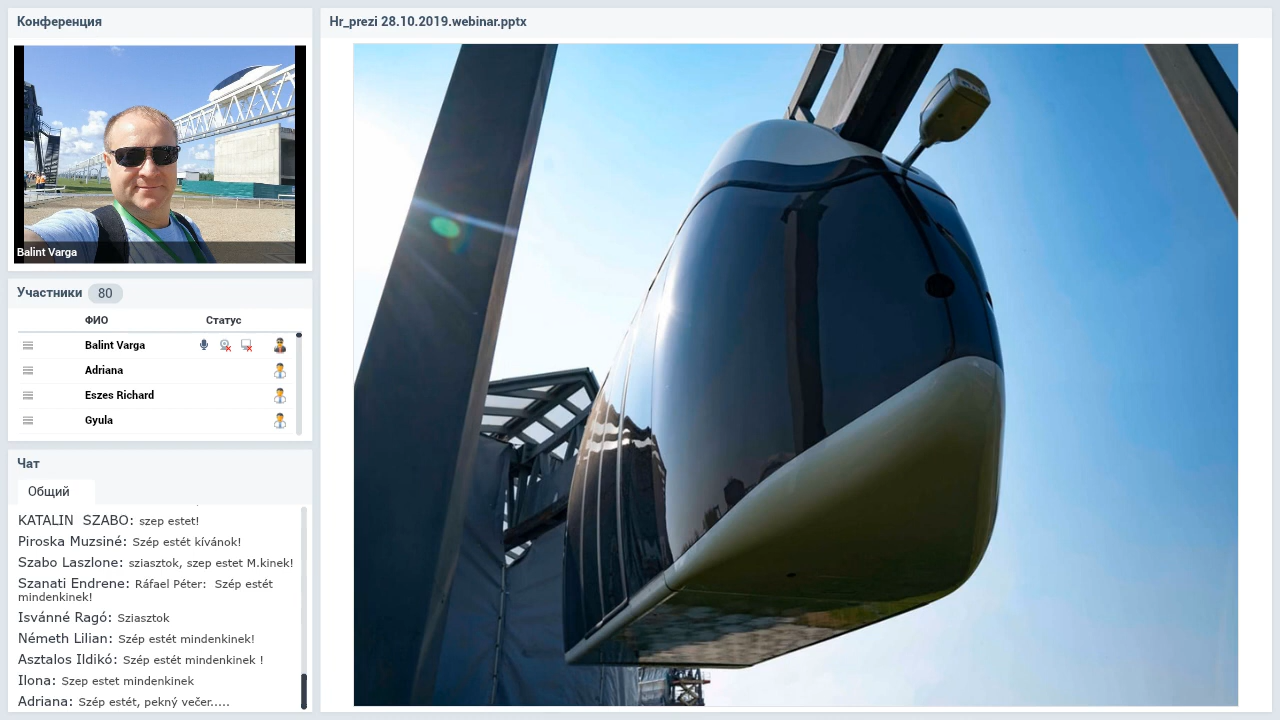 Конференция
Balint Varga
Участники 80
ФИО Статус
Balint Varga
Adriana
Eszes Richard
Gyula
Чат
Общий
KATALIN SZABO: szep estet!
Piroska Muzsiné: Szép estét kívánok!
Szabo Laszlone: sziasztok, szep estet M.kinek!
Szanati Endrene: Ráfael Péter: Szép estét
mindenkinek!
Isvánné Ragó: Sziasztok
Németh Lilian: Szép estét mindenkinek!
Asztalos Ildikó: Szép estét mindenkinek !
Ilona: Szep estet mindenkinek
Adriana: Szép estét, pekný večer.....
Hr_prezi 28.10.2019.webinar.pptx